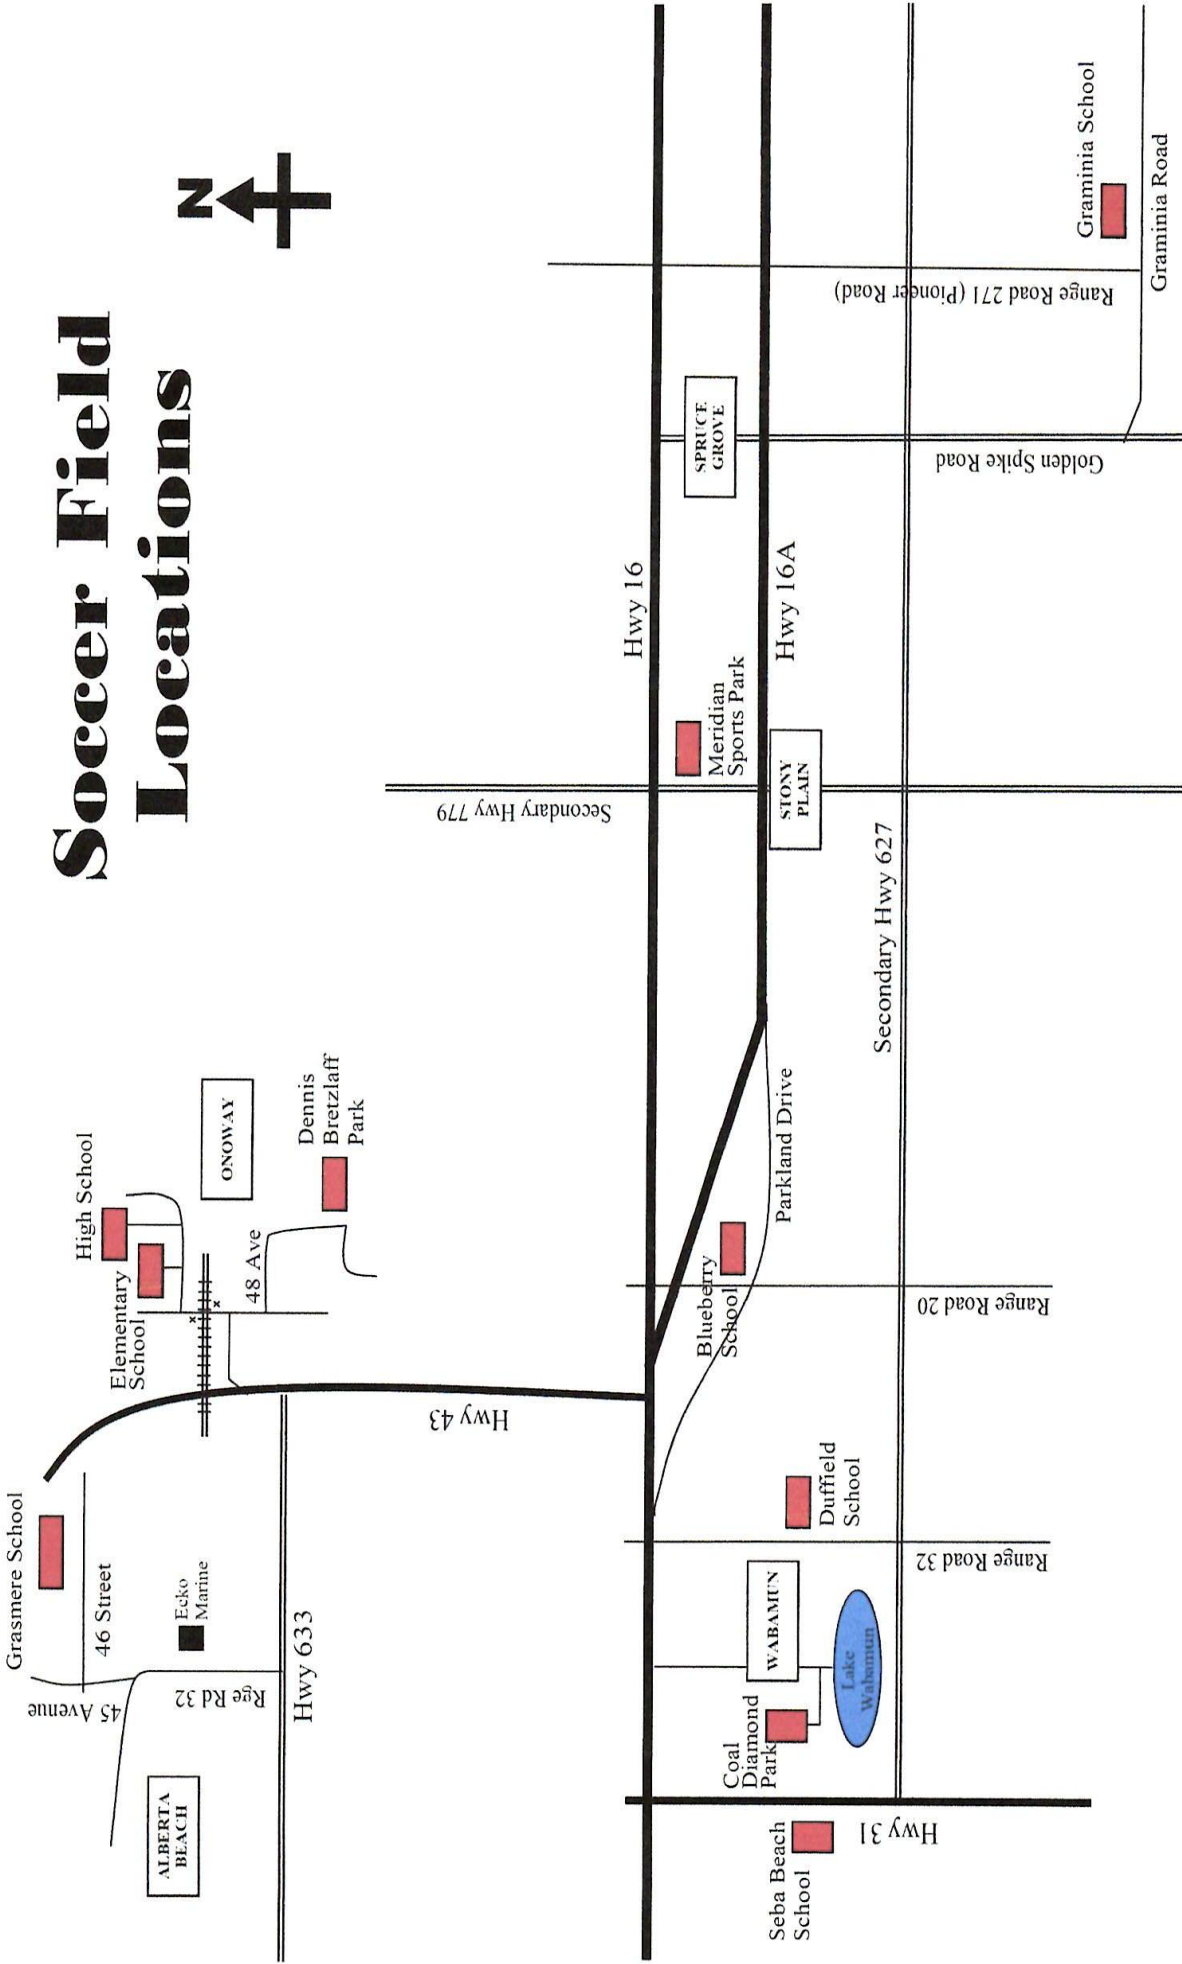 Soccer Field
Locations
N
Grasmere School
46 Street
45 Avenue
Ecko
Marine
Rge Rd 32
Hwy 633
ALBERTA
BEACH
High School
Elementary
School
ONOWAY
48 Ave
Dennis
Bretzlaff
Park
Hwy 43
Secondary Hwy 779
Hwy 16
Meridian
Sports Park
Hwy 16A
STONY
PLAIN
SPRUCE
GROVE
Golden Spike Road
Range Road 271 (Pioneer Road)
Graminia School
Graminia Road
Seba Beach
School
Hwy 31
Coal
Diamond
Park
WABAMUN
Lake
Wabamun
Duffield
School
Range Road 32
Blueberry
School
Range Road 20
Parkland Drive
Secondary Hwy 627